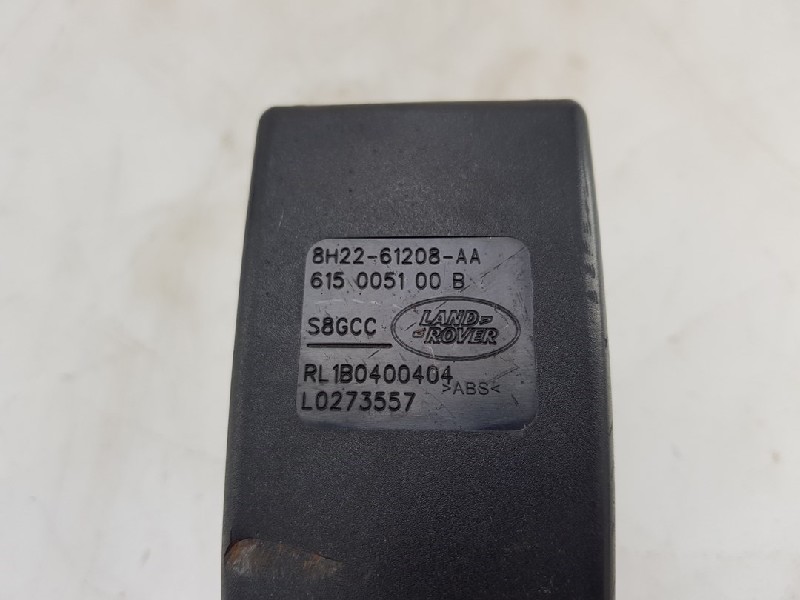 8H22-61208-AA
615 0051 00 B
S8GCC
LAND-
-ROVER
RL1B0400404
>ABS<
L0273557